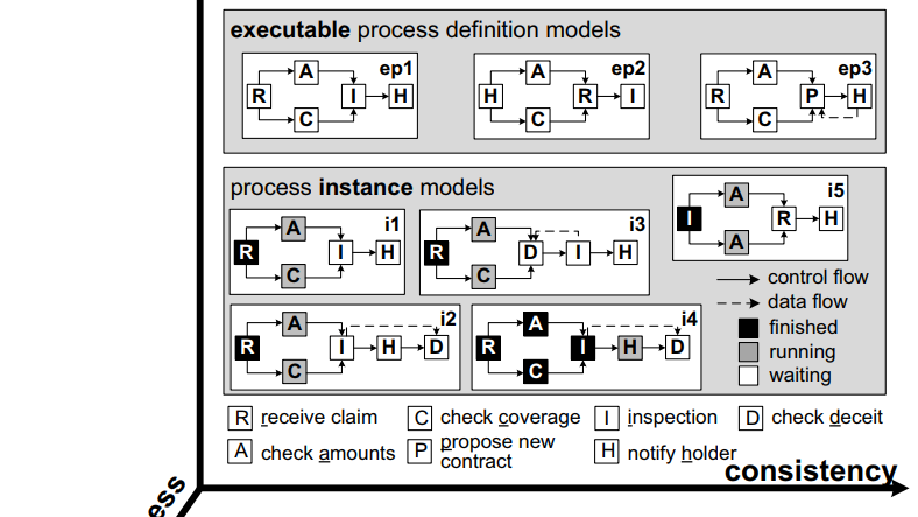 executable process definition models
ep1
A
R I H
C
ep2
A
H R I
C
ep3
A
R P H
C
process instance models
i1
A
R I H
C
i3
A
R D I H
C
i5
A
I R H
A
i2
A
R I H D
C
i4
A
R I H D
C
control flow
data flow
finished
running
waiting
R receive claim C check coverage I inspection D check deceit
A check amounts P propose new contract H notify holder
consistency
ess